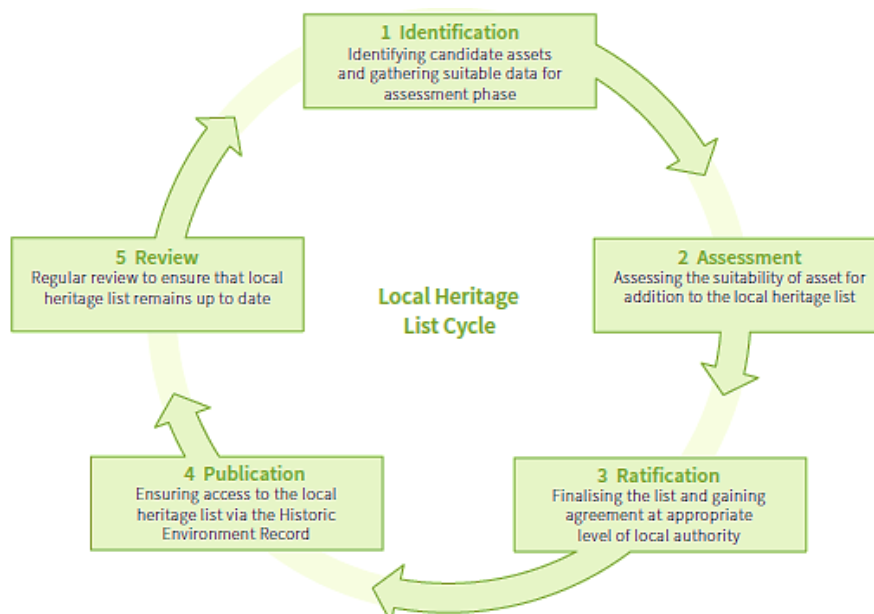 1 Identification
Identifying candidate assets
and gathering suitable data for
assessment phase
2 Assessment
Assessing the suitability of asset for
addition to the local heritage list
3 Ratification
Finalising the list and gaining
agreement at appropriate
level of local authority
4 Publication
Ensuring access to the local
heritage list via the Historic
Environment Record
5 Review
Regular review to ensure that local
heritage list remains up to date
Local Heritage
List Cycle